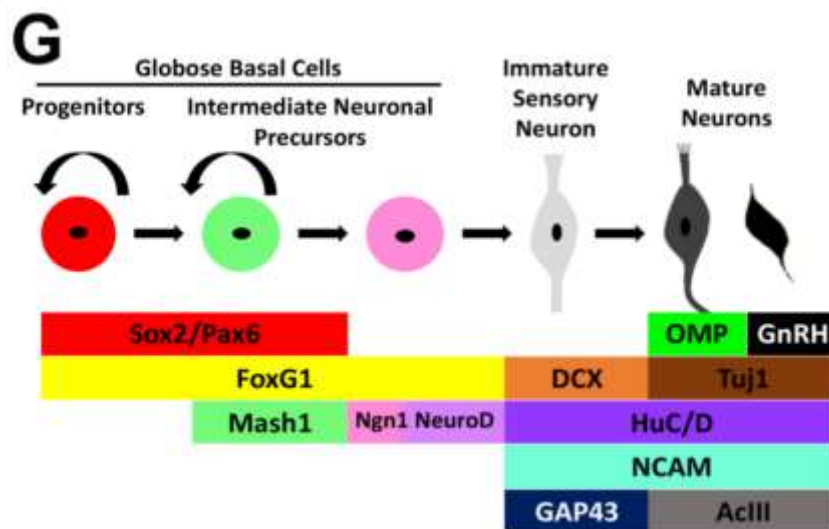 G
Globose Basal Cells
Progenitors
Intermediate Neuronal
Precursors
Immature
Sensory
Neuron
Mature
Neurons
Sox2/Pax6
OMP
GnRH
FoxG1
DCX
Tuj1
Mash1
Ngn1 NeuroD
HuC/D
NCAM
GAP43
AcIII